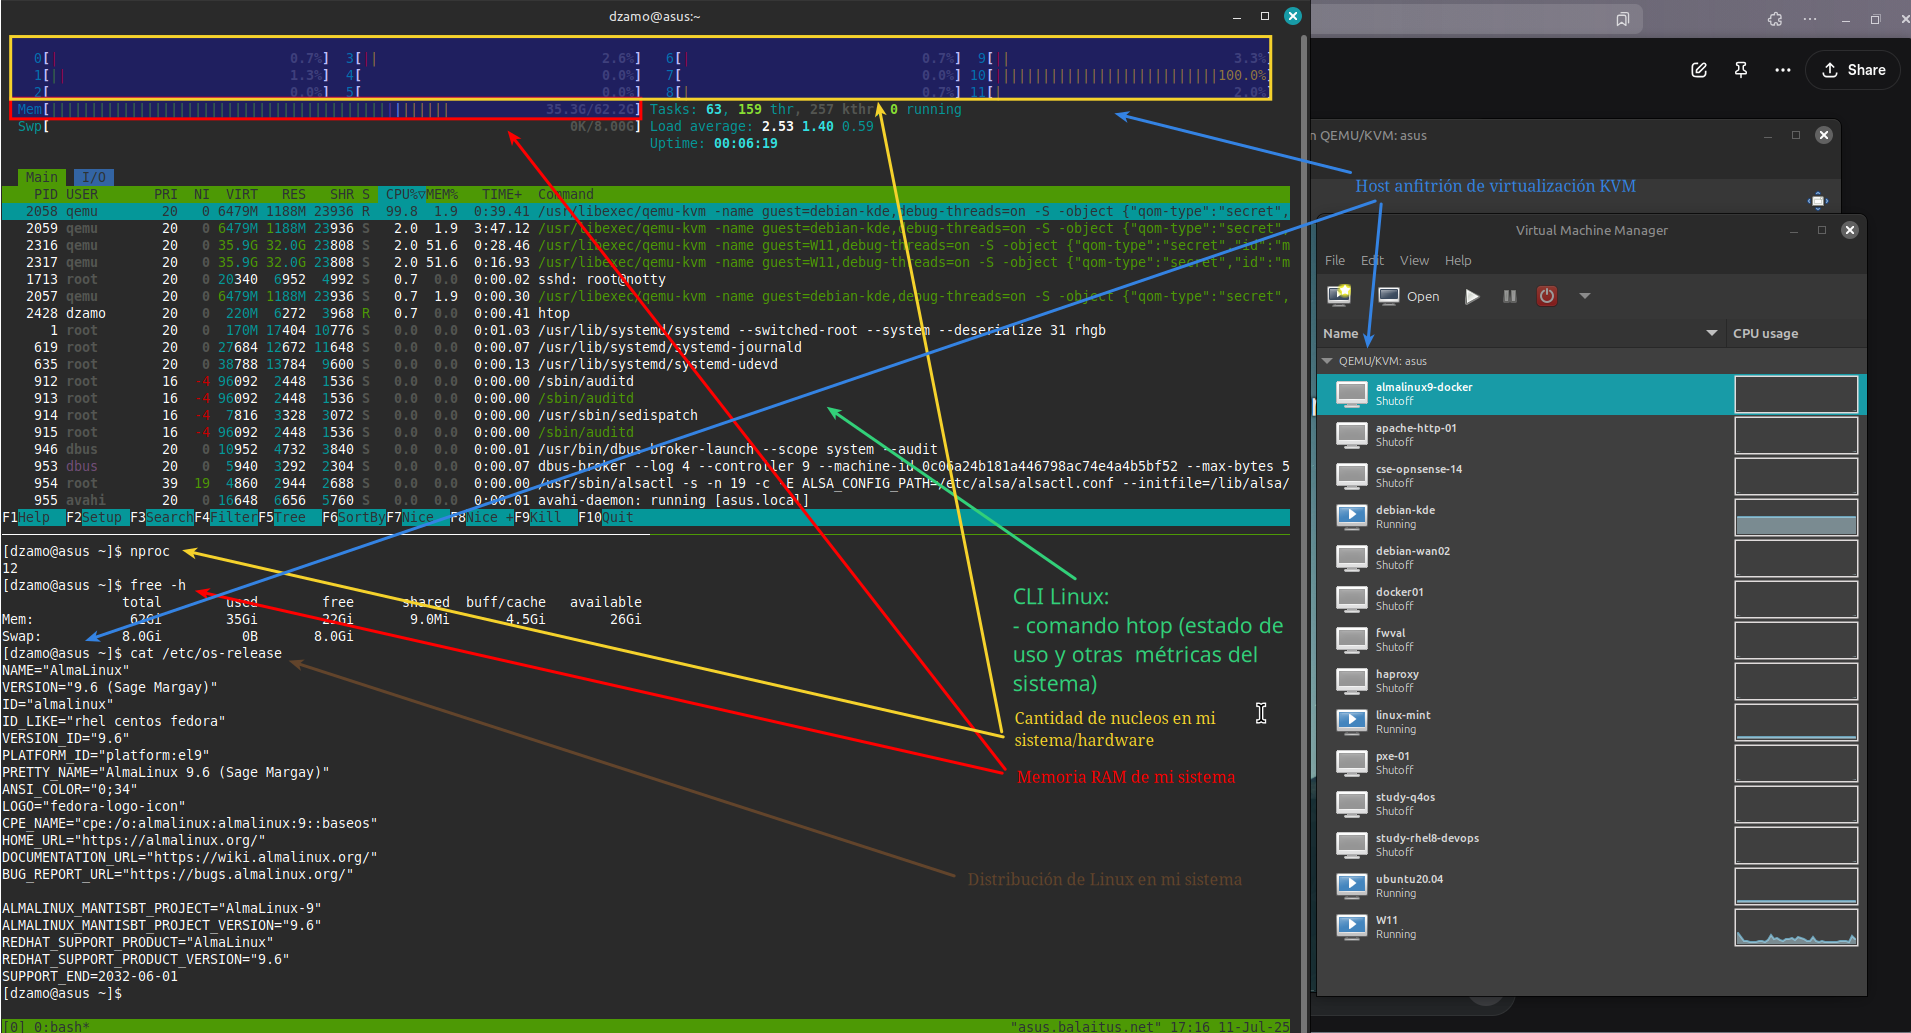 dzamo@asus:~
0[| 0.7%] 3[|| 2.6%] 6[| 0.7%] 9[|| 3.3%]
1[|| 1.3%] 4[ 0.0%] 7[ 0.0%] 10[||||||||||||||||||||||||||||100.0%]
2[ 0.0%] 5[ 0.0%] 8[| 0.7%] 11[| 2.0%]
Mem[||||||||||||||||||||||||||||||||||||||||||||||||| 35.3G/62.2G] Tasks: 63, 159 thr, 257 kthr; 0 running
Swp[ 0K/8.00G] Load average: 2.53 1.40 0.59
Uptime: 00:06:19
Main I/O
PID USER PRI NI VIRT RES SHR S CPU%▽MEM% TIME+ Command
2058 qemu 20 0 6479M 1188M 23936 R 99.8 1.9 0:39.41 /usr/libexec/qemu-kvm -name guest=debian-kde,debug-threads=on -S -object {"qom-type":"secret",
2059 qemu 20 0 6479M 1188M 23936 S 2.0 1.9 3:47.12 /usr/libexec/qemu-kvm -name guest=debian-kde,debug-threads=on -S -object {"qom-type":"secret",
2316 qemu 20 0 35.9G 32.0G 23808 S 2.0 51.6 0:28.46 /usr/libexec/qemu-kvm -name guest=W11,debug-threads=on -S -object {"qom-type":"secret","id":"m
2317 qemu 20 0 35.9G 32.0G 23808 S 2.0 51.6 0:16.93 /usr/libexec/qemu-kvm -name guest=W11,debug-threads=on -S -object {"qom-type":"secret","id":"m
1713 root 20 0 20340 6952 4992 S 0.7 0.0 0:00.02 sshd: root@notty
2057 qemu 20 0 6479M 1188M 23936 S 0.7 1.9 0:00.30 /usr/libexec/qemu-kvm -name guest=debian-kde,debug-threads=on -S -object {"qom-type":"secret",
2428 dzamo 20 0 220M 6272 3968 R 0.7 0.0 0:00.41 htop
1 root 20 0 170M 17404 10776 S 0.0 0.0 0:01.03 /usr/lib/systemd/systemd --switched-root --system --deserialize 31 rhgb
619 root 20 0 27684 12672 11648 S 0.0 0.0 0:00.07 /usr/lib/systemd/systemd-journald
635 root 20 0 38788 13784 9600 S 0.0 0.0 0:00.13 /usr/lib/systemd/systemd-udevd
912 root 16 -4 96092 2448 1536 S 0.0 0.0 0:00.00 /sbin/auditd
913 root 16 -4 96092 2448 1536 S 0.0 0.0 0:00.00 /sbin/auditd
914 root 16 -4 7816 3328 3072 S 0.0 0.0 0:00.00 /usr/sbin/sedispatch
915 root 16 -4 96092 2448 1536 S 0.0 0.0 0:00.00 /sbin/auditd
946 dbus 20 0 10952 4732 3840 S 0.0 0.0 0:00.01 /usr/bin/dbus-broker-launch --scope system --audit
953 dbus 20 0 5940 3292 2304 S 0.0 0.0 0:00.07 dbus-broker --log 4 --controller 9 --machine-id 0c06a24b181a446798ac74e4a4b5bf52 --max-bytes 5
954 root 39 19 4860 2944 2688 S 0.0 0.0 0:00.00 /usr/sbin/alsactl -s -n 19 -c -E ALSA_CONFIG_PATH=/etc/alsa/alsactl.conf --initfile=/lib/alsa/
955 avahi 20 0 16648 6656 5760 S 0.0 0.0 0:00.01 avahi-daemon: running [asus.local]
F1Help F2Setup F3SearchF4FilterF5Tree F6SortByF7Nice -F8Nice +F9Kill F10Quit
[dzamo@asus ~]$ nproc
12
[dzamo@asus ~]$ free -h
total used free shared buff/cache available
Mem: 62Gi 35Gi 22Gi 9.0Mi 4.5Gi 26Gi
Swap: 8.0Gi 0B 8.0Gi
[dzamo@asus ~]$ cat /etc/os-release
NAME="AlmaLinux"
VERSION="9.6 (Sage Margay)"
ID="almalinux"
ID_LIKE="rhel centos fedora"
VERSION_ID="9.6"
PLATFORM_ID="platform:el9"
PRETTY_NAME="AlmaLinux 9.6 (Sage Margay)"
ANSI_COLOR="0;34"
LOGO="fedora-logo-icon"
CPE_NAME="cpe:/o:almalinux:almalinux:9::baseos"
HOME_URL="https://almalinux.org/"
DOCUMENTATION_URL="https://wiki.almalinux.org/"
BUG_REPORT_URL="https://bugs.almalinux.org/"
ALMALINUX_MANTISBT_PROJECT="AlmaLinux-9"
ALMALINUX_MANTISBT_PROJECT_VERSION="9.6"
REDHAT_SUPPORT_PRODUCT="AlmaLinux"
REDHAT_SUPPORT_PRODUCT_VERSION="9.6"
SUPPORT_END=2032-06-01
[dzamo@asus ~]$
[0] 0:bash* "asus.balaitus.net" 17:16 11-Jul-25
CLI Linux:
- comando htop (estado de
uso y otras métricas del
sistema)
Cantidad de nucleos en mi
sistema/hardware
Memoria RAM de mi sistema
Distribución de Linux en mi sistema
Share
n QEMU/KVM: asus
Host anfitrión de virtualización KVM
Virtual Machine Manager
File Edit View Help
Open
Name CPU usage
QEMU/KVM: asus
almalinux9-docker
Shutoff
apache-http-01
Shutoff
cse-opnsense-14
Shutoff
debian-kde
Running
debian-wan02
Shutoff
docker01
Shutoff
fwval
Shutoff
haproxy
Shutoff
linux-mint
Running
pxe-01
Shutoff
study-q4os
Shutoff
study-rhel8-devops
Shutoff
ubuntu20.04
Running
W11
Running